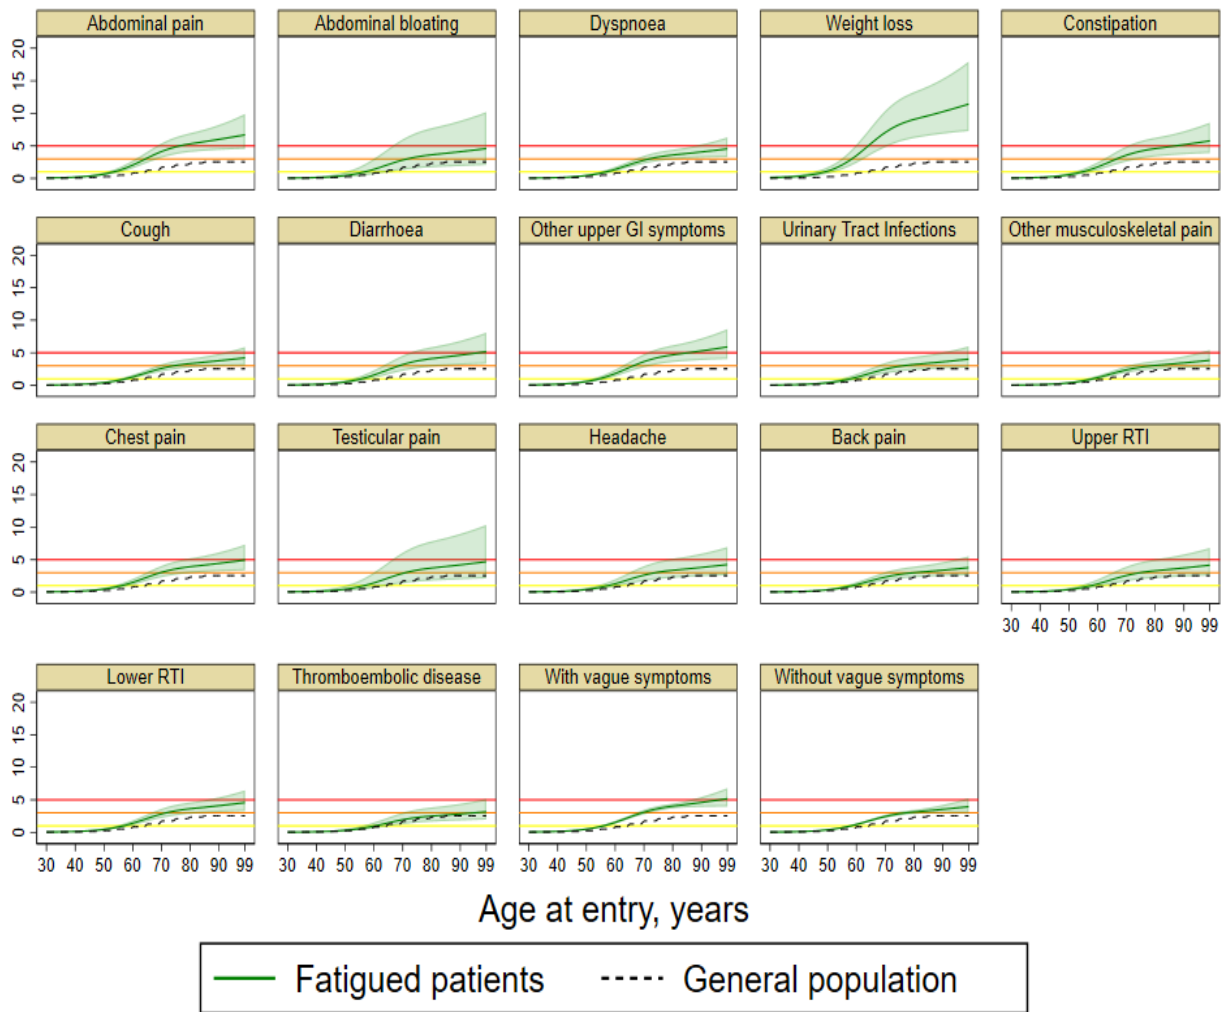 Abdominal pain Abdominal bloating Dyspnoea Weight loss Constipation
20
15
10
5
0
Cough Diarrhoea Other upper GI symptoms Urinary Tract Infections Other musculoskeletal pain
20
15
10
5
0
Chest pain Testicular pain Headache Back pain Upper RTI
20
15
10
5
0
30 40 50 60 70 80 90 99
Lower RTI Thromboembolic disease With vague symptoms Without vague symptoms
20
15
10
5
0
30 40 50 60 70 80 90 99 30 40 50 60 70 80 90 99 30 40 50 60 70 80 90 99 30 40 50 60 70 80 90 99
Age at entry, years
Fatigued patients General population